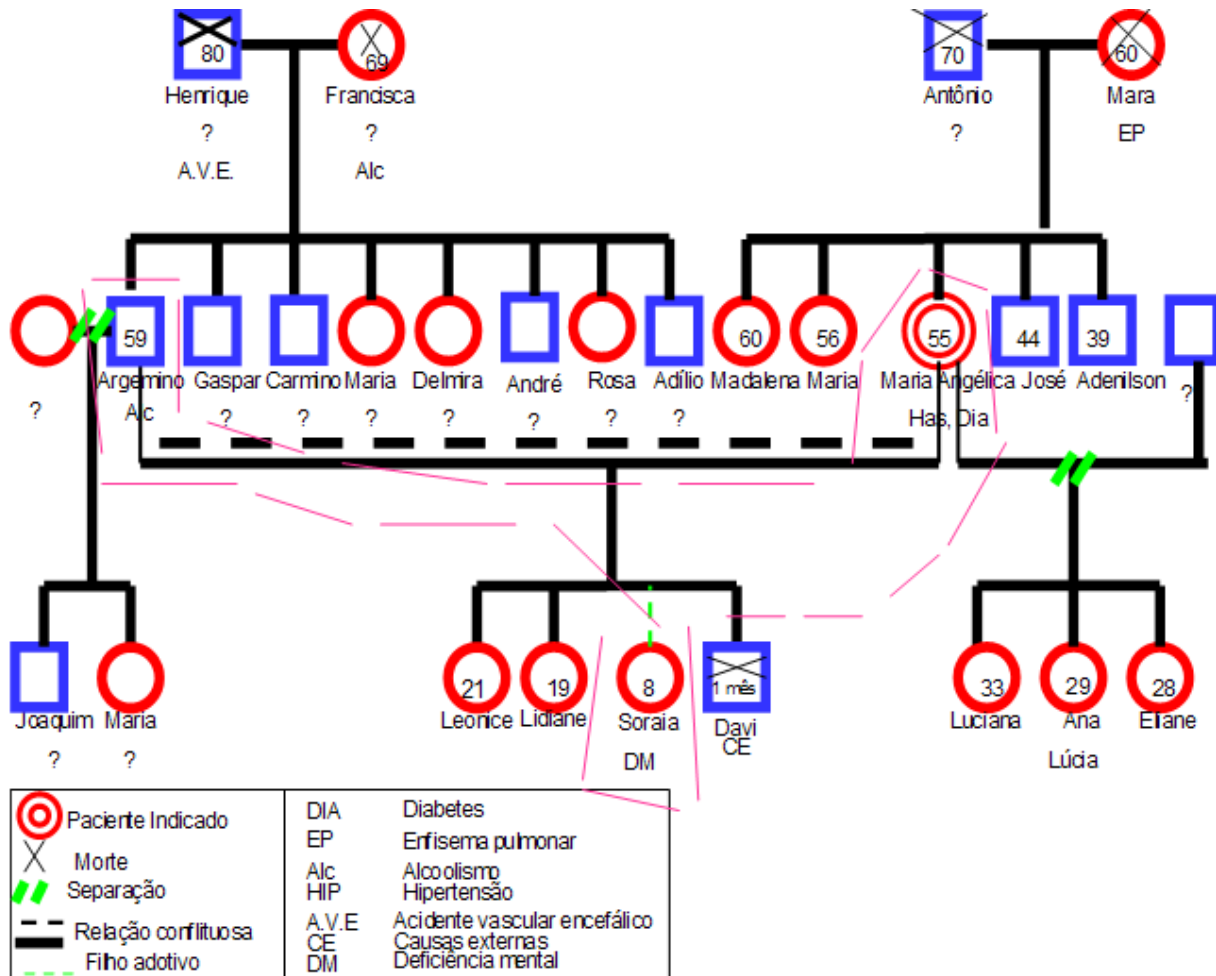 80 69 70 60
Henrique Francisca Antônio Mara
? ? ? EP
A.V.E. Alc
59 60 56 55 44 39
Argemino Gaspar Carmino Maria Delmira André Rosa Adílio Madalena Maria Maria Angélica José Adenilson ?
? Alc ? ? ? ? ? ? ? Has, Dia
21 19 8 1 mês 33 29 28
Joaquim Maria Leonice Lidiane Soraia Davi Luciana Ana Eliane
? ? DM CE Lúcia
Paciente Indicado
Morte
Separação
Relação conflituosa
Filho adotivo
DIA Diabetes
EP Enfisema pulmonar
Alc Alcoolismo
HIP Hipertensão
A.V.E Acidente vascular encefálico
CE Causas externas
DM Deficiência mental